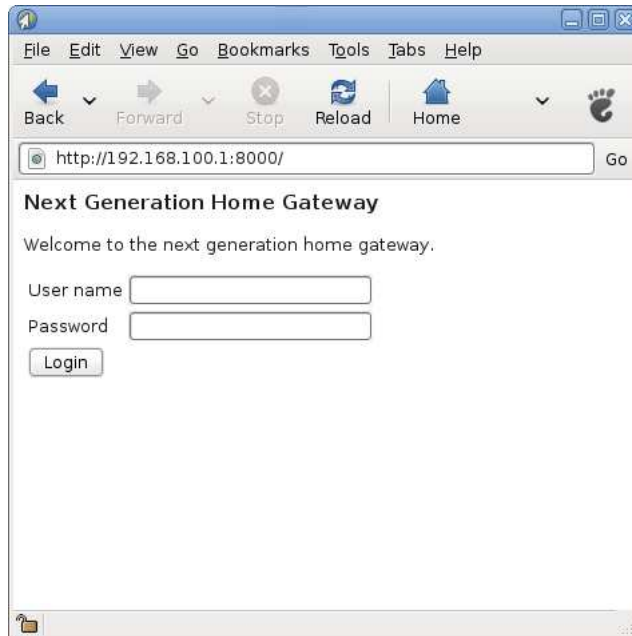 File Edit View Go Bookmarks Tools Tabs Help
Back Forward Stop Reload Home
http://192.168.100.1:8000/ Go
Next Generation Home Gateway
Welcome to the next generation home gateway.
User name
Password
Login